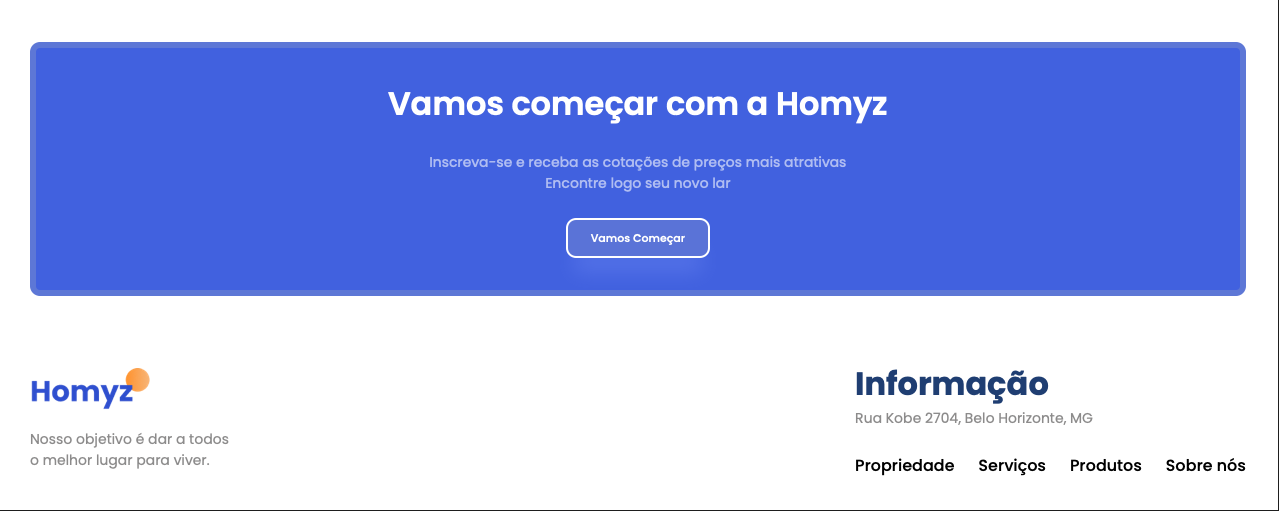 Vamos começar com a Homyz
Inscreva-se e receba as cotações de preços mais atrativas
Encontre logo seu novo lar
Vamos Começar
Homyz
Nosso objetivo é dar a todos
o melhor lugar para viver.
Informação
Rua Kobe 2704, Belo Horizonte, MG
Propriedade Serviços Produtos Sobre nós